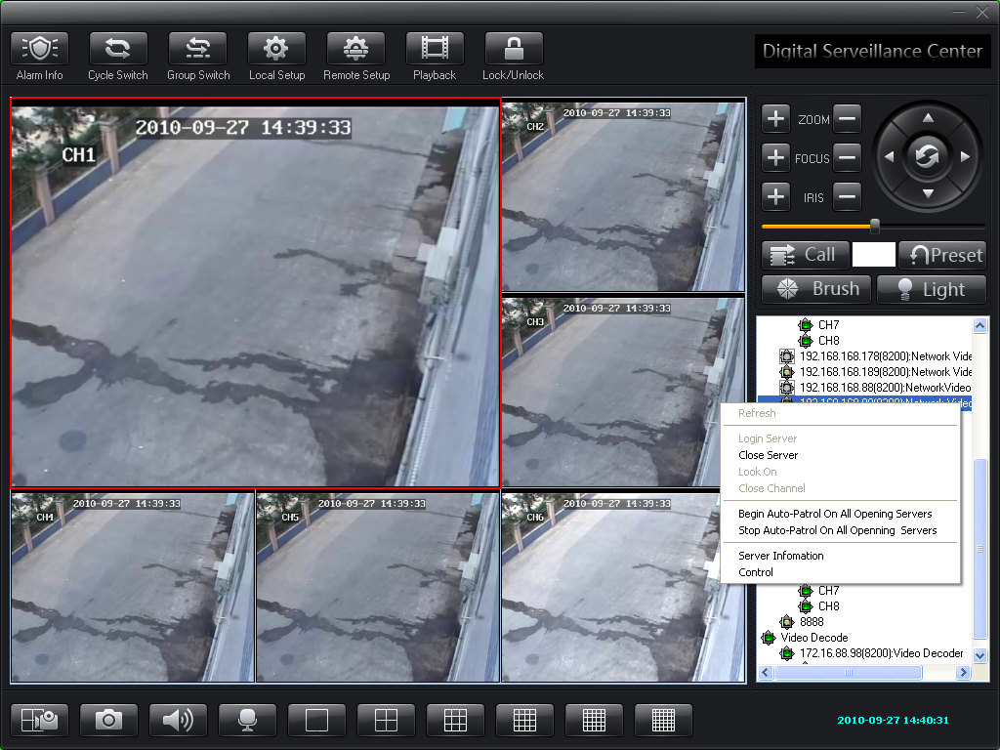 Digital Serveillance Center
Alarm Info
Cycle Switch
Group Switch
Local Setup
Remote Setup
Playback
Lock/Unlock
2010-09-27 14:39:33
CH1
2010-09-27 14:39:33
CH2
2010-09-27 14:39:33
CH3
2010-09-27 14:39:33
CH4
2010-09-27 14:39:33
CH5
2010-09-27 14:39:33
CH6
ZOOM
FOCUS
IRIS
Call
Preset
Brush
Light
CH7
CH8
192.168.168.178(8200):Network Vide
192.168.168.189(8200):Network Vide
192.168.168.88(8200):NetworkVideo
Refresh
Login Server
Close Server
Look On
Close Channel
Begin Auto-Patrol On All Opening Servers
Stop Auto-Patrol On All Openning Servers
Server Infomation
Control
CH7
CH8
8888
Video Decode
172.16.88.98(8200):Video Decoder
2010-09-27 14:40:31